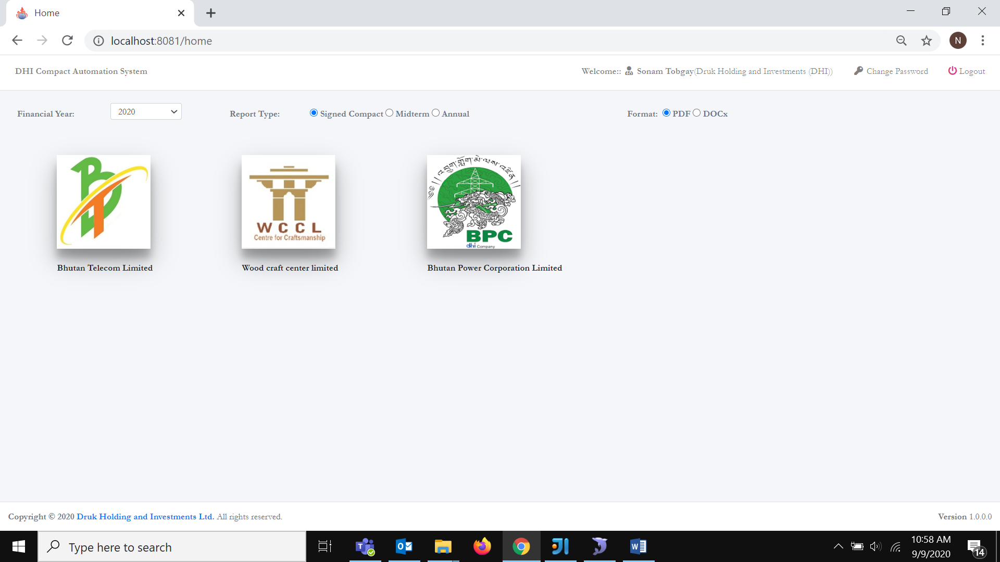 Home
localhost:8081/home
N
DHI Compact Automation System
Welcome:: Sonam Tobgay(Druk Holding and Investments (DHI))
Change Password
Logout
Financial Year:
2020
Report Type:
Signed Compact Midterm Annual
Format: PDF DOCx
BT
WCCL
Centre for Craftsmanship
BPC
dhi Company
Bhutan Telecom Limited
Wood craft center limited
Bhutan Power Corporation Limited
Copyright © 2020 Druk Holding and Investments Ltd. All rights reserved.
Version 1.0.0.0
Type here to search
10:58 AM
9/9/2020
14